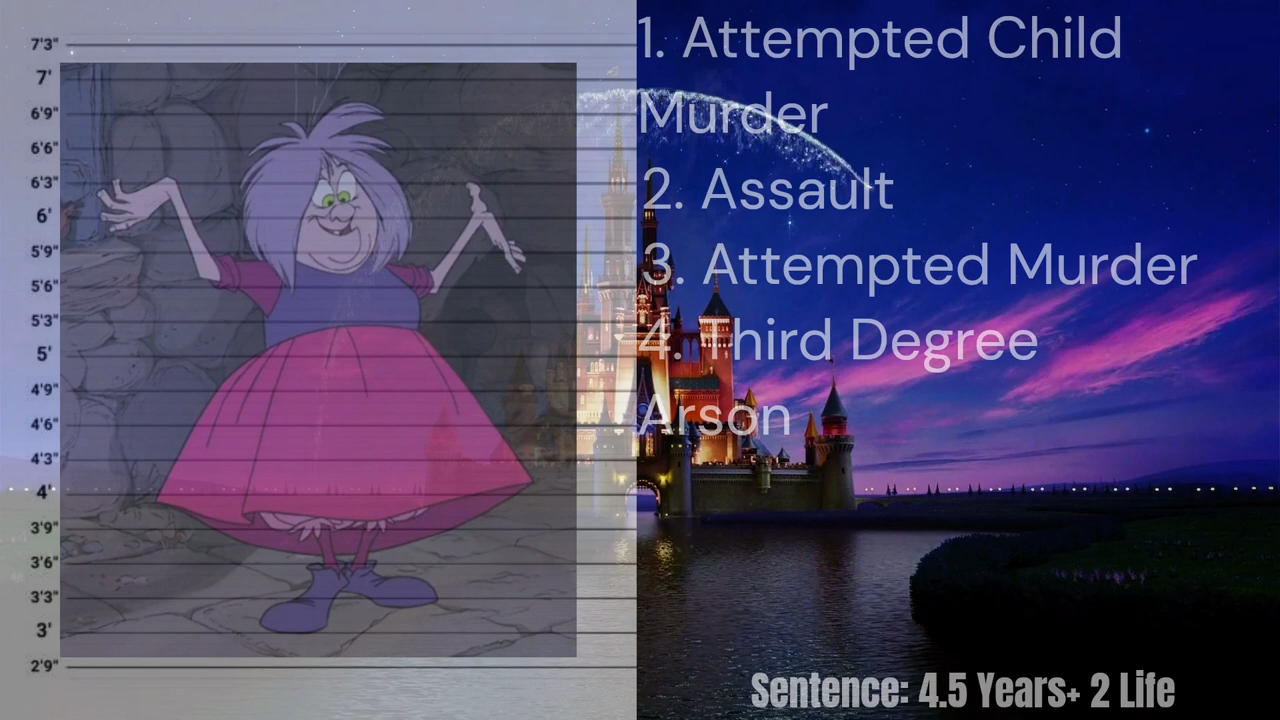 7'3"
7'
6'9"
6'6"
6'3"
6'
5'9"
5'6"
5'3"
5'
4'9"
4'6"
4'3"
4'
3'9"
3'6"
3'3"
3'
2'9"
1. Attempted Child
Murder
2. Assault
3. Attempted Murder
4. Third Degree
Arson
Sentence: 4.5 Years+ 2 Life